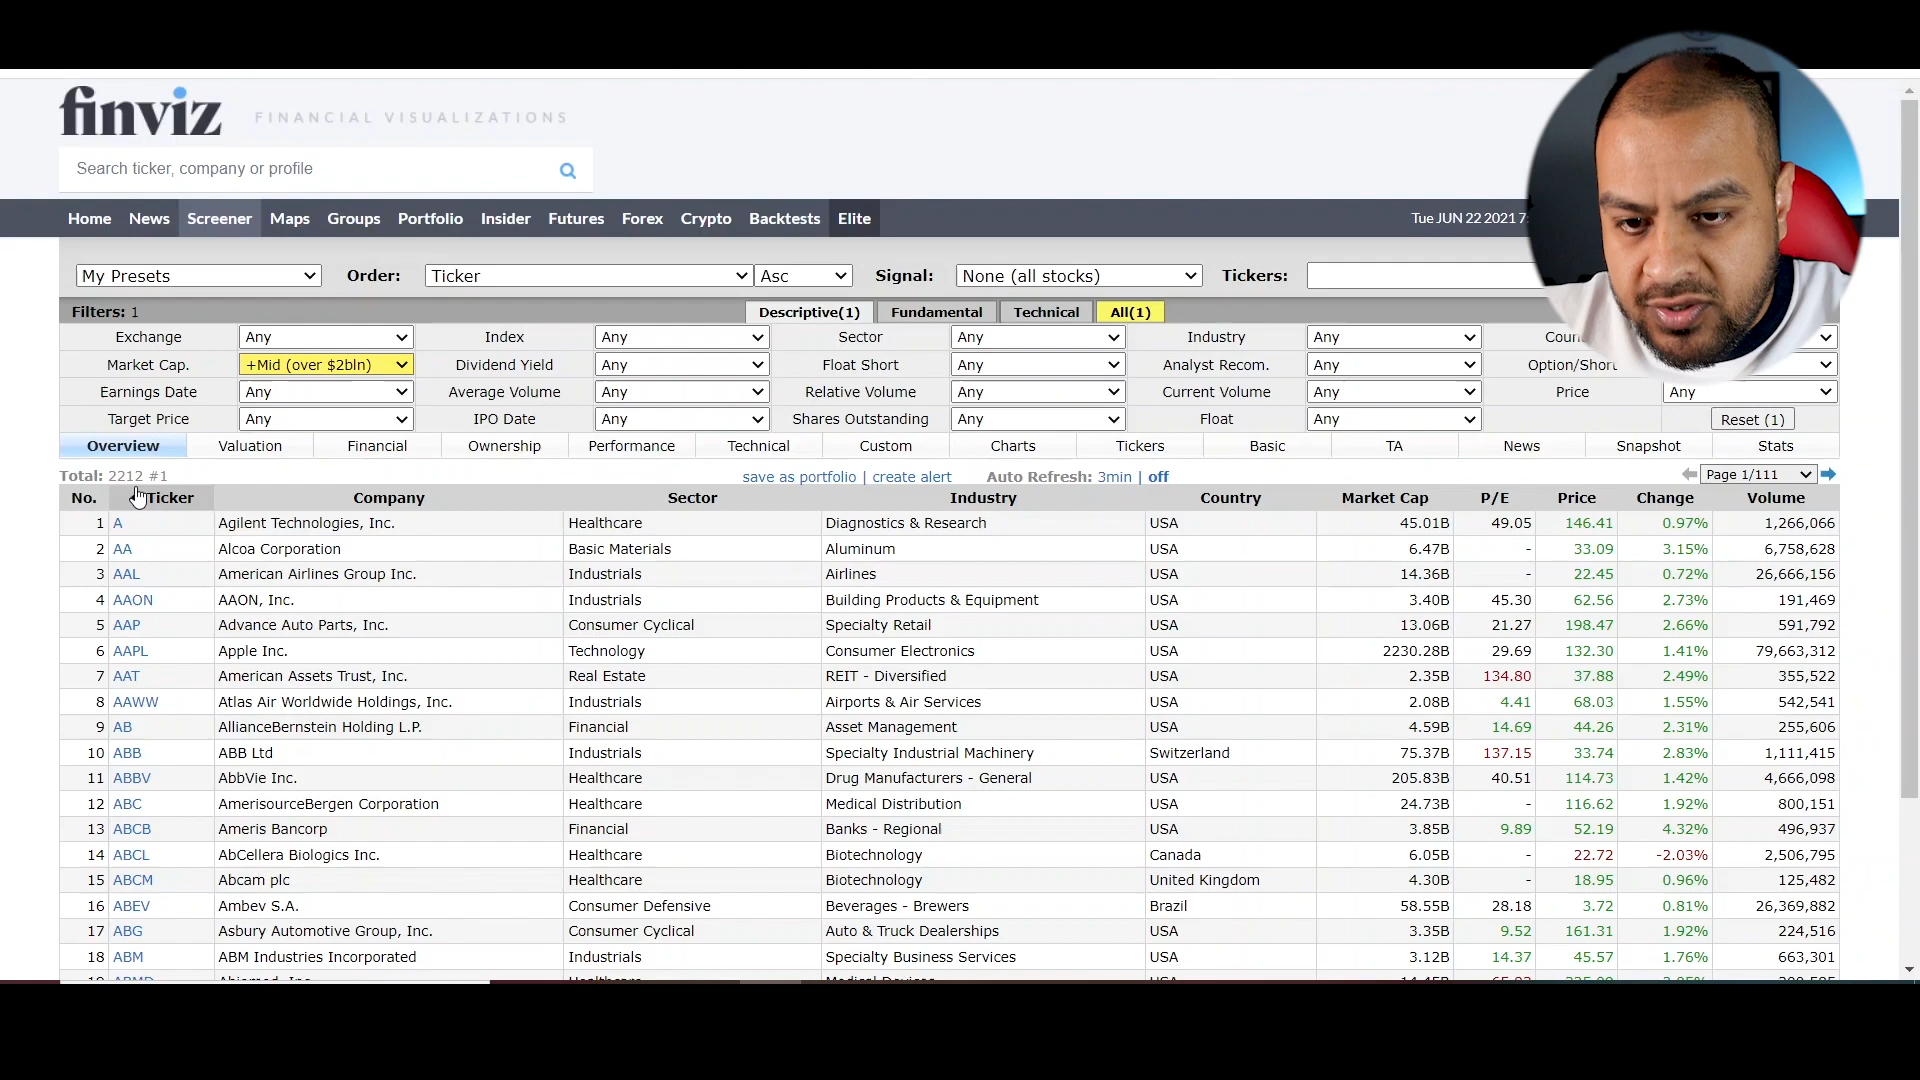 finviz FINANCIAL VISUALIZATIONS
Search ticker, company or profile
Home News Screener Maps Groups Portfolio Insider Futures Forex Crypto Backtests Elite Tue JUN 22 2021
My Presets Order: Ticker Asc Signal: None (all stocks) Tickers:
Filters: 1 Descriptive(1) Fundamental Technical All(1)
Exchange Any Index Any Sector Any Industry Any
Market Cap. +Mid (over $2bln) Dividend Yield Any Float Short Any Analyst Recom. Any Option/Short
Earnings Date Any Average Volume Any Relative Volume Any Current Volume Any Price Any
Target Price Any IPO Date Any Shares Outstanding Any Float Any Reset (1)
Overview Valuation Financial Ownership Performance Technical Custom Charts Tickers Basic TA News Snapshot Stats
Total: 2212 #1 save as portfolio | create alert Auto Refresh: 3min | off Page 1/111
No. Ticker Company Sector Industry Country Market Cap P/E Price Change Volume
1 A Agilent Technologies, Inc. Healthcare Diagnostics & Research USA 45.01B 49.05 146.41 0.97% 1,266,066
2 AA Alcoa Corporation Basic Materials Aluminum USA 6.47B - 33.09 3.15% 6,758,628
3 AAL American Airlines Group Inc. Industrials Airlines USA 14.36B - 22.45 0.72% 26,666,156
4 AAON AAON, Inc. Industrials Building Products & Equipment USA 3.40B 45.30 62.56 2.73% 191,469
5 AAP Advance Auto Parts, Inc. Consumer Cyclical Specialty Retail USA 13.06B 21.27 198.47 2.66% 591,792
6 AAPL Apple Inc. Technology Consumer Electronics USA 2230.28B 29.69 132.30 1.41% 79,663,312
7 AAT American Assets Trust, Inc. Real Estate REIT - Diversified USA 2.35B 134.80 37.88 2.49% 355,522
8 AAWW Atlas Air Worldwide Holdings, Inc. Industrials Airports & Air Services USA 2.08B 4.41 68.03 1.55% 542,541
9 AB AllianceBernstein Holding L.P. Financial Asset Management USA 4.59B 14.69 44.26 2.31% 255,606
10 ABB ABB Ltd Industrials Specialty Industrial Machinery Switzerland 75.37B 137.15 33.74 2.83% 1,111,415
11 ABBV AbbVie Inc. Healthcare Drug Manufacturers - General USA 205.83B 40.51 114.73 1.42% 4,666,098
12 ABC AmerisourceBergen Corporation Healthcare Medical Distribution USA 24.73B - 116.62 1.92% 800,151
13 ABCB Ameris Bancorp Financial Banks - Regional USA 3.85B 9.89 52.19 4.32% 496,937
14 ABCL AbCellera Biologics Inc. Healthcare Biotechnology Canada 6.05B - 22.72 -2.03% 2,506,795
15 ABCM Abcam plc Healthcare Biotechnology United Kingdom 4.30B - 18.95 0.96% 125,482
16 ABEV Ambev S.A. Consumer Defensive Beverages - Brewers Brazil 58.55B 28.18 3.72 0.81% 26,369,882
17 ABG Asbury Automotive Group, Inc. Consumer Cyclical Auto & Truck Dealerships USA 3.35B 9.52 161.31 1.92% 224,516
18 ABM ABM Industries Incorporated Industrials Specialty Business Services USA 3.12B 14.37 45.57 1.76% 663,301